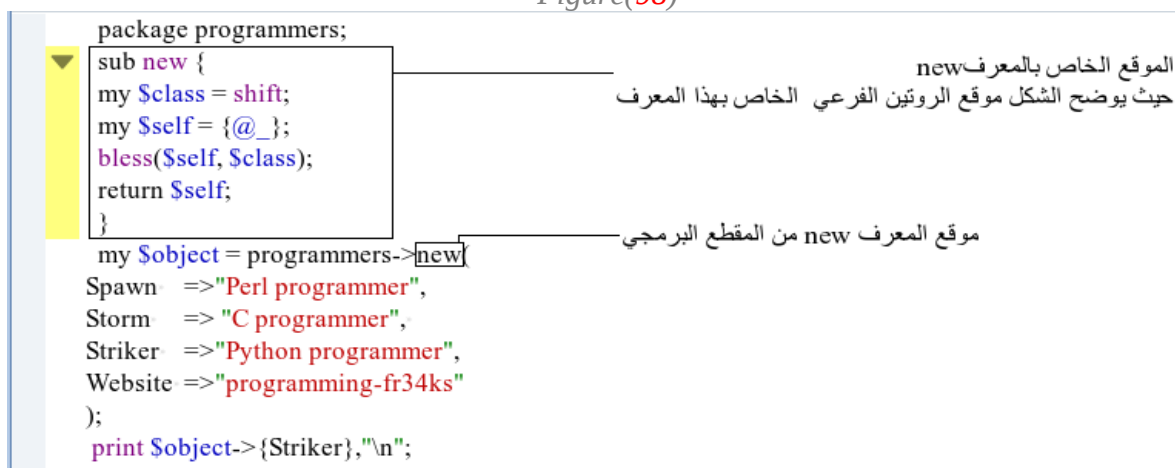 Figure(58)
package programmers;
sub new {
my $class = shift;
my $self = {@_};
bless($self, $class);
return $self;
}
my $object = programmers->new(
Spawn =>"Perl programmer",
Storm => "C programmer",
Striker =>"Python programmer",
Website =>"programming-fr34ks"
);
print $object->{Striker},"\n";
الموقع الخاص بالمعرفnew
حيث يوضح الشكل موقع الروتين الفرعي الخاص بهذا المعرف
موقع المعرف new من المقطع البرمجي